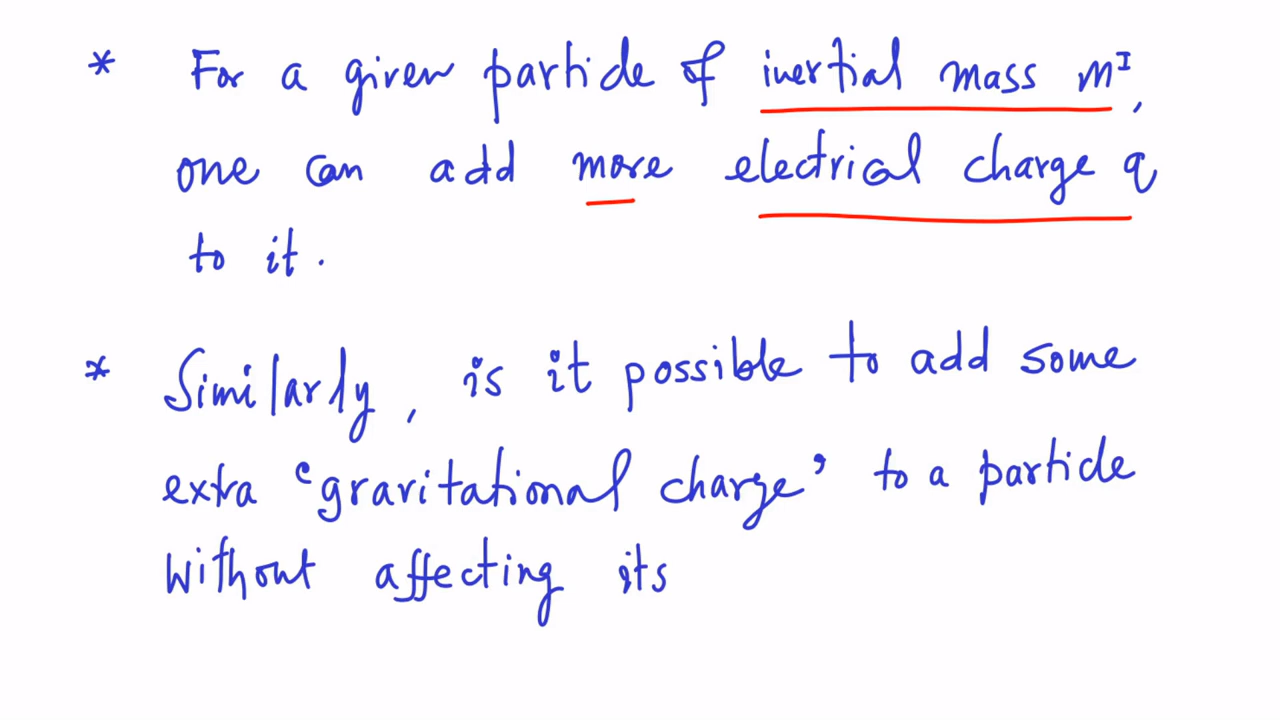 * For a given particle of inertial mass mᴵ,
one can add more electrical charge q
to it.
* Similarly, is it possible to add some
extra 'gravitational charge' to a particle
without affecting its